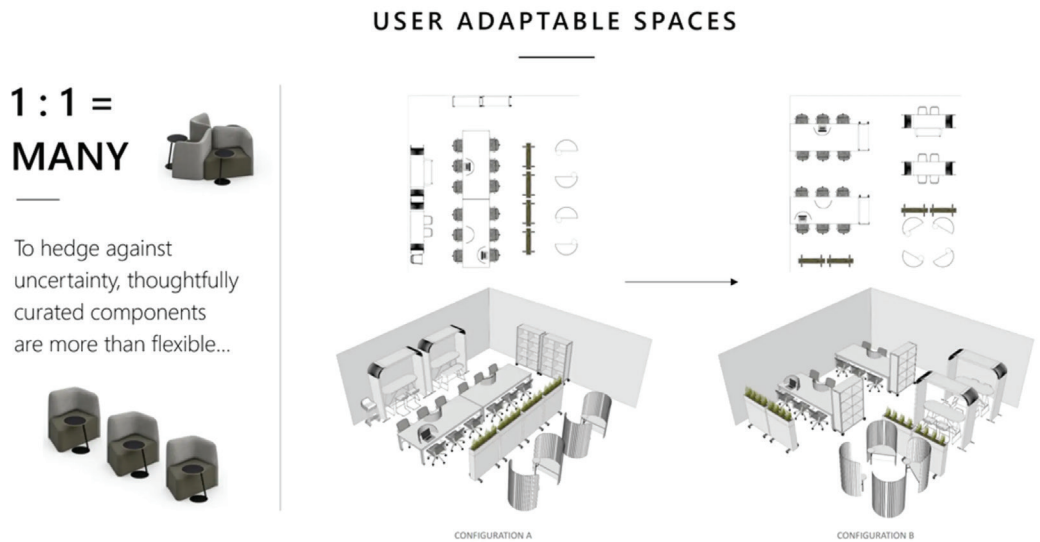 USER ADAPTABLE SPACES
1 : 1 =
MANY
To hedge against
uncertainty, thoughtfully
curated components
are more than flexible...
CONFIGURATION A
CONFIGURATION B